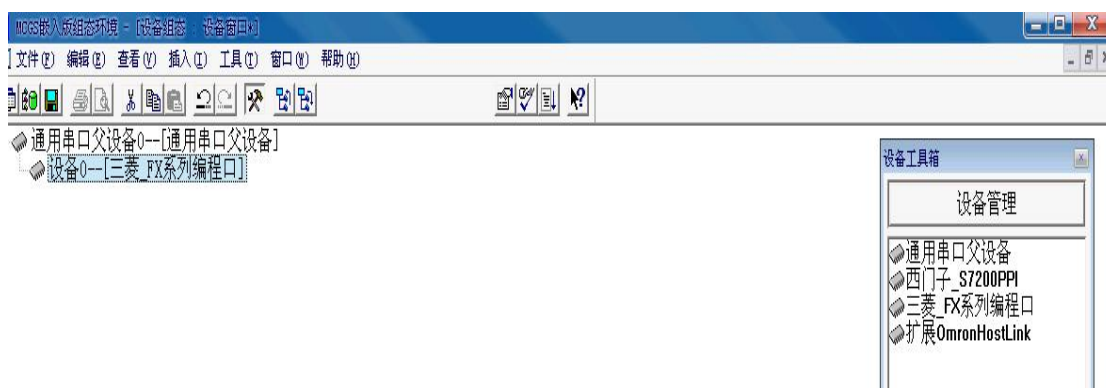 MCGS嵌入版组态环境 - [设备组态 : 设备窗口*]
文件(F) 编辑(E) 查看(V) 插入(I) 工具(T) 窗口(W) 帮助(H)
通用串口父设备0--[通用串口父设备]
设备0--[三菱_FX系列编程口]
设备工具箱
设备管理
通用串口父设备
西门子_S7200PPI
三菱_FX系列编程口
扩展OmronHostLink